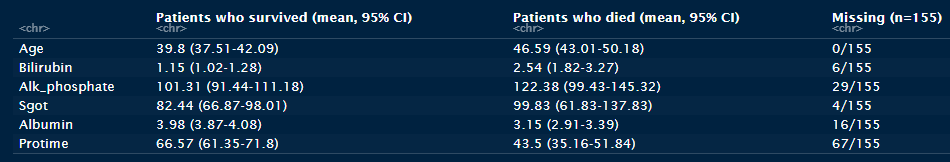 Patients who survived (mean, 95% CI) Patients who died (mean, 95% CI) Missing (n=155)
<chr> <chr> <chr> <chr>
Age 39.8 (37.51-42.09) 46.59 (43.01-50.18) 0/155
Bilirubin 1.15 (1.02-1.28) 2.54 (1.82-3.27) 6/155
Alk_phosphate 101.31 (91.44-111.18) 122.38 (99.43-145.32) 29/155
Sgot 82.44 (66.87-98.01) 99.83 (61.83-137.83) 4/155
Albumin 3.98 (3.87-4.08) 3.15 (2.91-3.39) 16/155
Protime 66.57 (61.35-71.8) 43.5 (35.16-51.84) 67/155